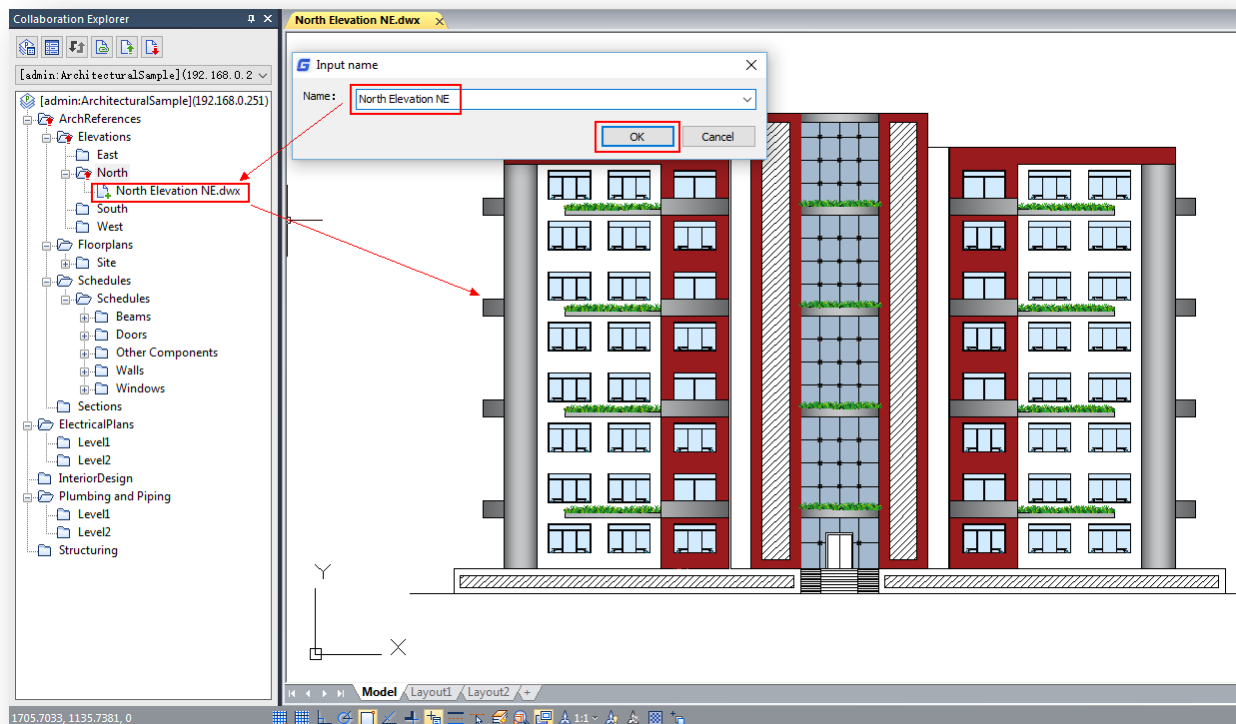 Collaboration Explorer
North Elevation NE.dwx
[admin:ArchitecturalSample](192.168.0.2
[admin:ArchitecturalSample](192.168.0.251)
ArchReferences
Elevations
East
North
North Elevation NE.dwx
South
West
Floorplans
Site
Schedules
Schedules
Beams
Doors
Other Components
Walls
Windows
Sections
ElectricalPlans
Level1
Level2
InteriorDesign
Plumbing and Piping
Level1
Level2
Structuring
Input name
Name:
North Elevation NE
OK
Cancel
Y
X
Model
Layout1
Layout2
+
1705.7033, 1135.7381, 0
1:1